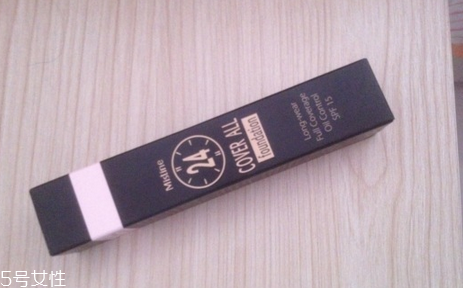 Mistine
24
COVER ALL
foundation
Long-wear
Full Coverage
Oil Control
SPF 15
5号女性